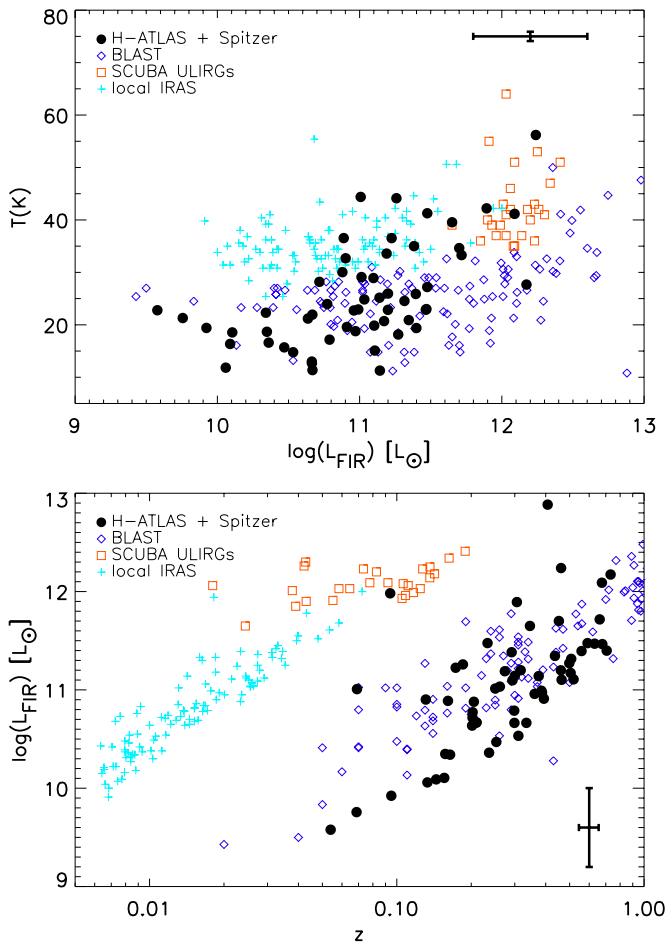 80
60
40
20
T(K)
H-ATLAS + Spitzer
BLAST
SCUBA ULIRGs
local IRAS
9 10 11 12 13
log(L_FIR) [L_⊙]
13
12
11
10
9
log(L_FIR) [L_⊙]
H-ATLAS + Spitzer
BLAST
SCUBA ULIRGs
local IRAS
0.01 0.10 1.00
z